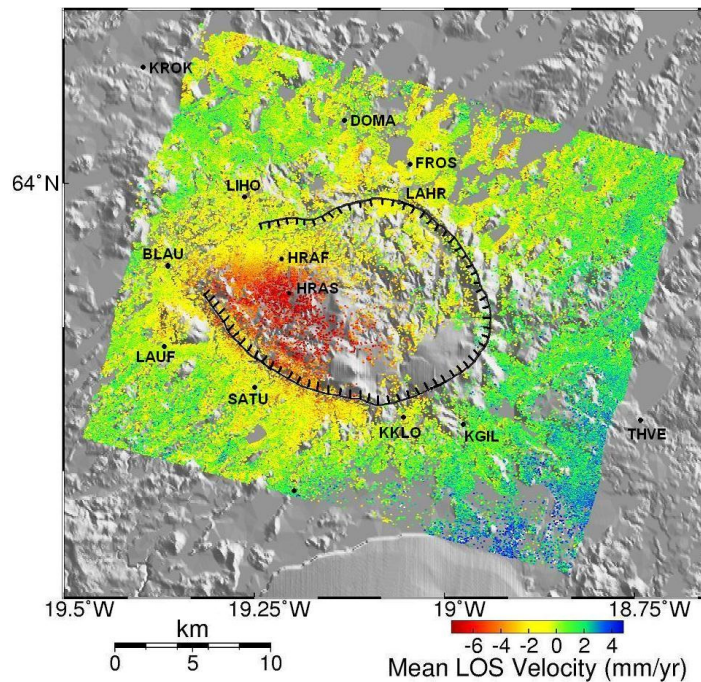 KROK
DOMA
FROS
64˚N
LIHO
LAHR
BLAU
HRAF
HRAS
LAUF
SATU
KKLO
KGIL
THVE
19.5˚W
19.25˚W
19˚W
18.75˚W
km
0 5 10
-6 -4 -2 0 2 4
Mean LOS Velocity (mm/yr)